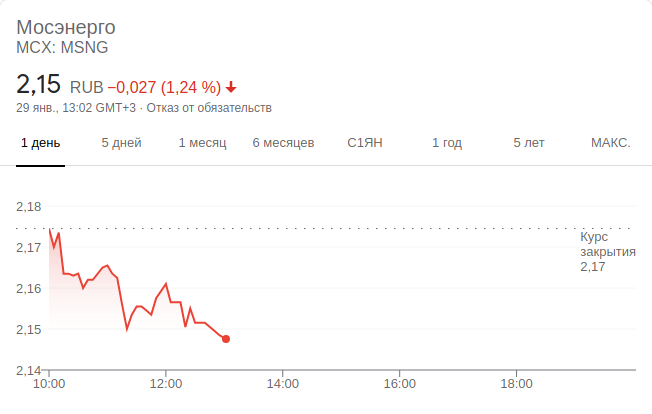 Мосэнерго
MCX: MSNG
2,15 RUB −0,027 (1,24 %)
29 янв., 13:02 GMT+3 · Отказ от обязательств
1 день 5 дней 1 месяц 6 месяцев С1ЯН 1 год 5 лет МАКС.
2,18
2,17
2,16
2,15
2,14
Курс
закрытия
2,17
10:00 12:00 14:00 16:00 18:00